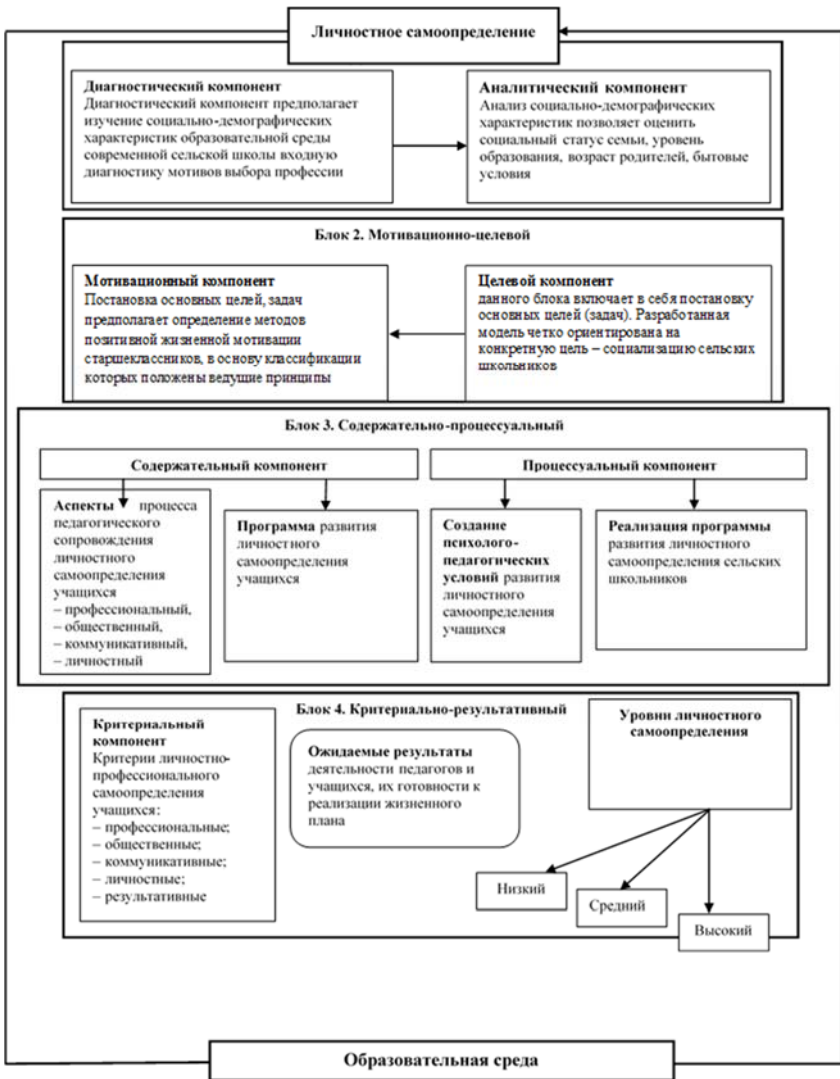 Личностное самоопределение
Диагностический компонент
Диагностический компонент предполагает
изучение социально-демографических
характеристик образовательной среды
современной сельской школы входную
диагностику мотивов выбора профессии
Аналитический компонент
Анализ социально-демографических
характеристик позволяет оценить
социальный статус семьи, уровень
образования, возраст родителей, бытовые
условия
Блок 2. Мотивационно-целевой
Мотивационный компонент
Постановка основных целей, задач
предполагает определение методов
позитивной жизненной мотивации
старшеклассников, в основу классификации
которых положены ведущие принципы
Целевой компонент
данного блока включает в себя постановку
основных целей (задач). Разработанная
модель четко ориентирована на
конкретную цель – социализацию сельских
школьников
Блок 3. Содержательно-процессуальный
Содержательный компонент
Процессуальный компонент
Аспекты процесса
педагогического
сопровождения
личностного
самоопределения
учащихся
– профессиональный,
– общественный,
– коммуникативный,
– личностный
Программа развития
личностного
самоопределения
учащихся
Создание
психолого-
педагогических
условий развития
личностного
самоопределения
учащихся
Реализация программы
развития личностного
самоопределения сельских
школьников
Блок 4. Критериально-результативный
Критериальный
компонент
Критерии личностно-
профессионального
самоопределения
учащихся:
– профессиональные;
– общественные;
– коммуникативные;
– личностные;
– результативные
Ожидаемые результаты
деятельности педагогов и
учащихся, их готовности к
реализации жизненного
плана
Уровни личностного
самоопределения
Низкий
Средний
Высокий
Образовательная среда